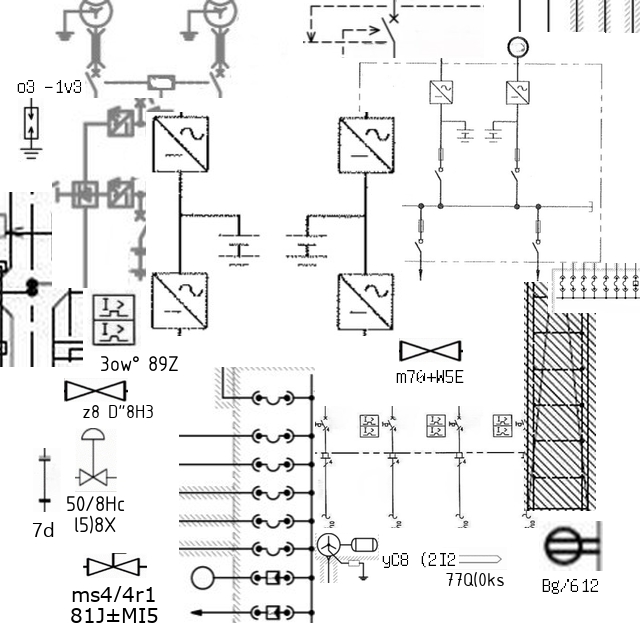 o3 -1v3
3ow° 89Z
m70+W5E
z8 D"8H3
50/8Hc
l5)8X
7d
yC8 (2I2
77Q(0ks
Bg/'612
ms4/4r1
81J±MI5